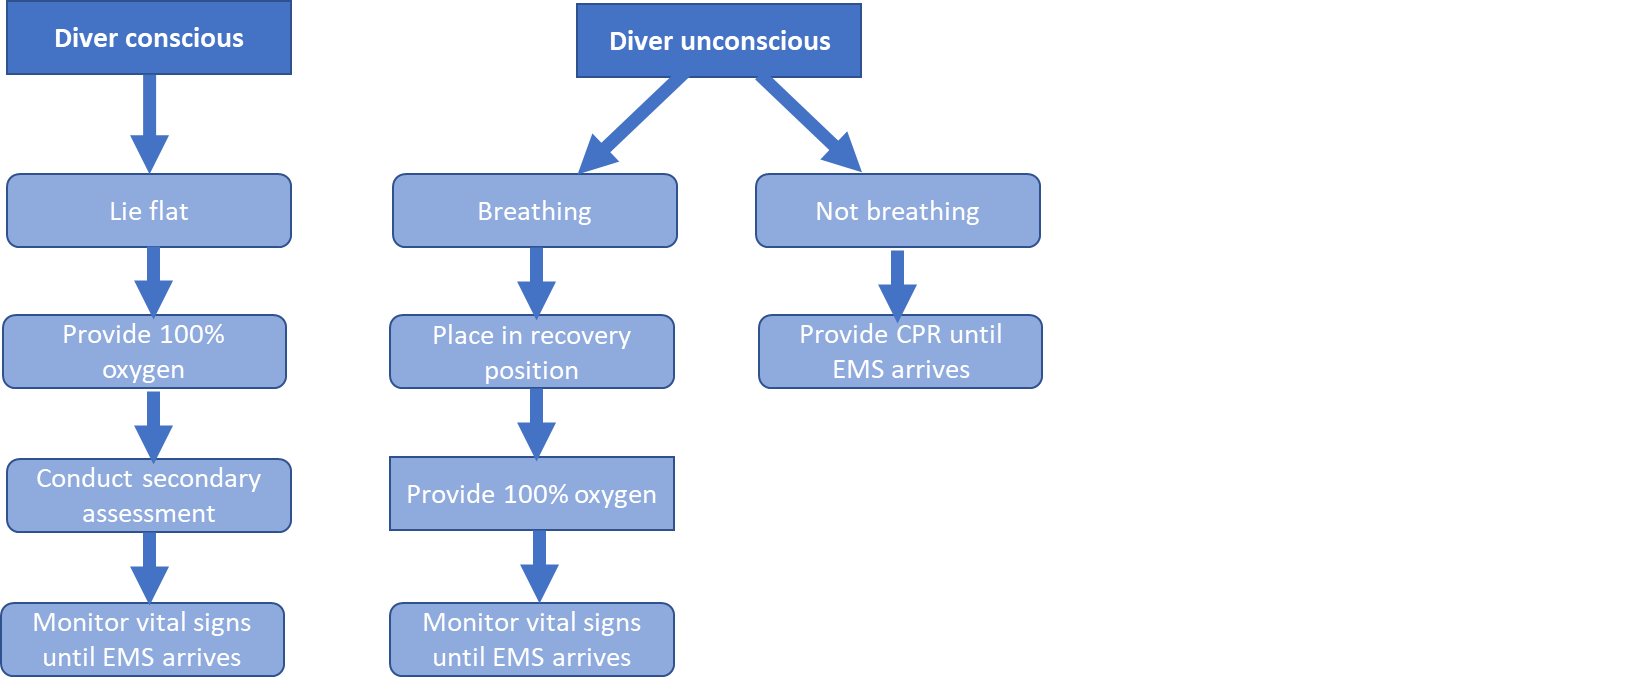 Diver conscious
Lie flat
Provide 100%
oxygen
Conduct secondary
assessment
Monitor vital signs
until EMS arrives
Diver unconscious
Breathing
Place in recovery
position
Provide 100% oxygen
Monitor vital signs
until EMS arrives
Not breathing
Provide CPR until
EMS arrives